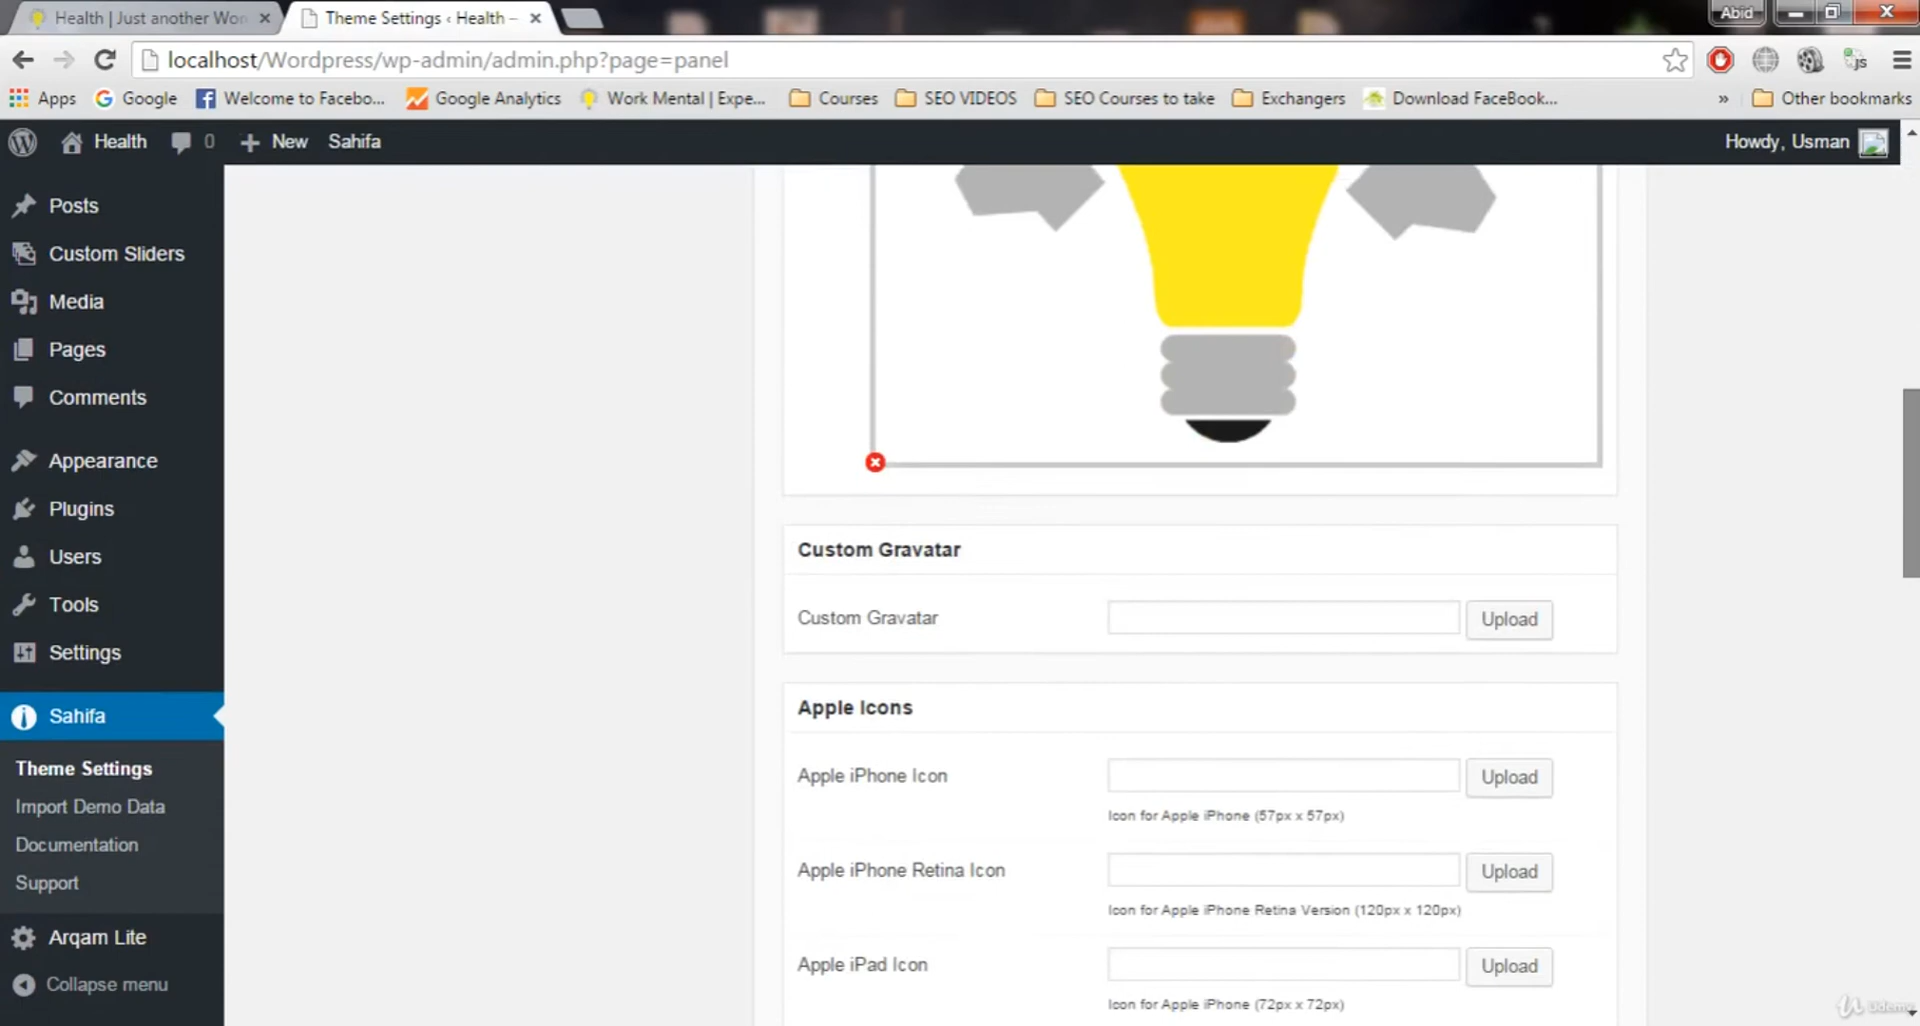 Health | Just another Wor
Theme Settings ‹ Health –
Abid
localhost/Wordpress/wp-admin/admin.php?page=panel
Apps
Google
Welcome to Facebo...
Google Analytics
Work Mental | Expe...
Courses
SEO VIDEOS
SEO Courses to take
Exchangers
Download FaceBook...
»
Other bookmarks
Health
0
New
Sahifa
Howdy, Usman
Posts
Custom Sliders
Media
Pages
Comments
Appearance
Plugins
Users
Tools
Settings
Sahifa
Theme Settings
Import Demo Data
Documentation
Support
Arqam Lite
Collapse menu
Custom Gravatar
Custom Gravatar
Upload
Apple Icons
Apple iPhone Icon
Upload
Icon for Apple iPhone (57px x 57px)
Apple iPhone Retina Icon
Upload
Icon for Apple iPhone Retina Version (120px x 120px)
Apple iPad Icon
Upload
Icon for Apple iPhone (72px x 72px)
Udemy